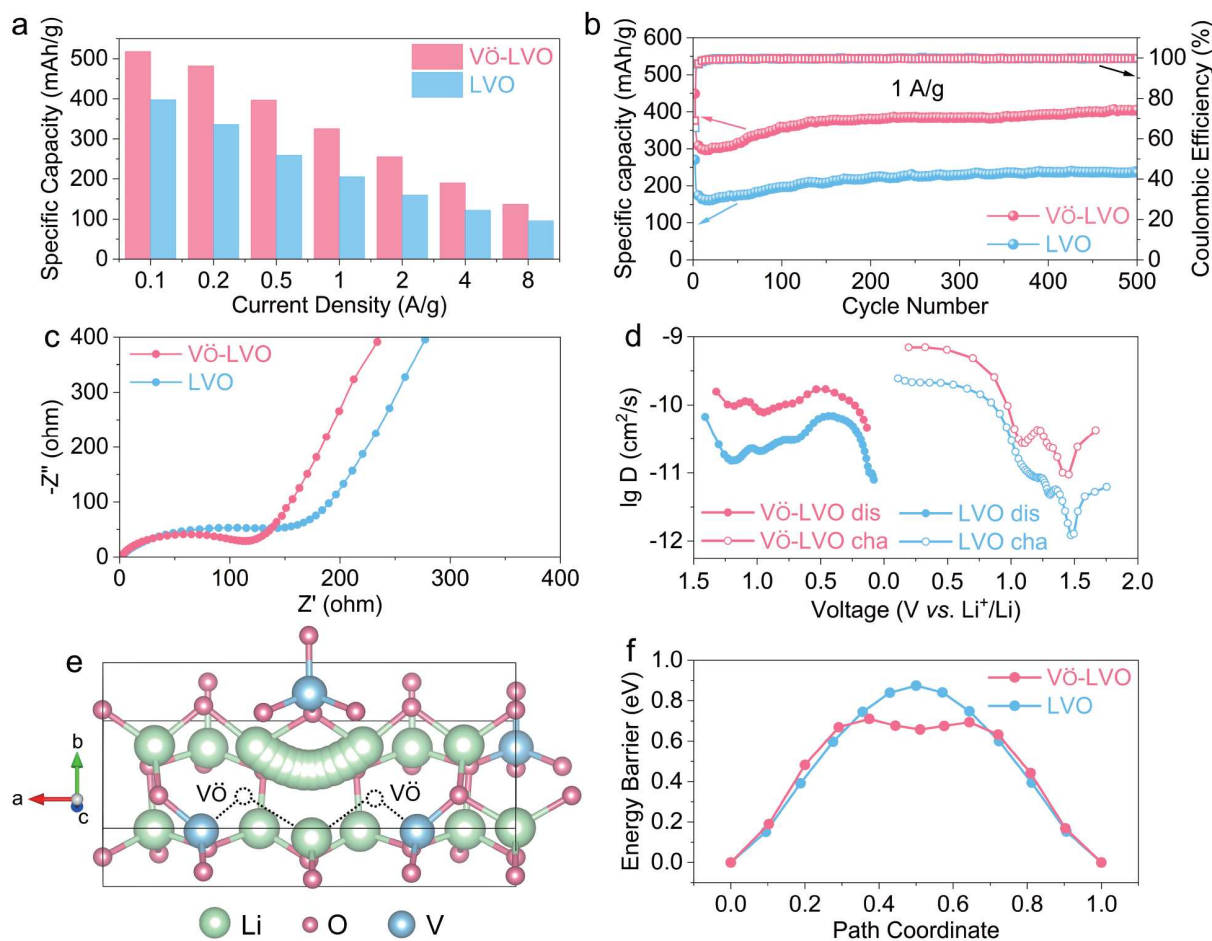 a
Specific Capacity (mAh/g)
500
400
300
200
100
0
VÖ-LVO
LVO
0.1 0.2 0.5 1 2 4 8
Current Density (A/g)
b
Specific capacity (mAh/g)
600
500
400
300
200
100
0
1 A/g
VÖ-LVO
LVO
100
80
60
40
20
0
Coulombic Efficiency (%)
0 100 200 300 400 500
Cycle Number
c
-Z" (ohm)
400
300
200
100
0
VÖ-LVO
LVO
0 100 200 300 400
Z' (ohm)
d
lg D (cm²/s)
-9
-10
-11
-12
VÖ-LVO dis
VÖ-LVO cha
LVO dis
LVO cha
1.5 1.0 0.5 0.0 0.5 1.0 1.5 2.0
Voltage (V vs. Li⁺/Li)
e
b
a
c
VÖ
VÖ
Li O V
f
Energy Barrier (eV)
1.0
0.8
0.6
0.4
0.2
0.0
VÖ-LVO
LVO
0.0 0.2 0.4 0.6 0.8 1.0
Path Coordinate